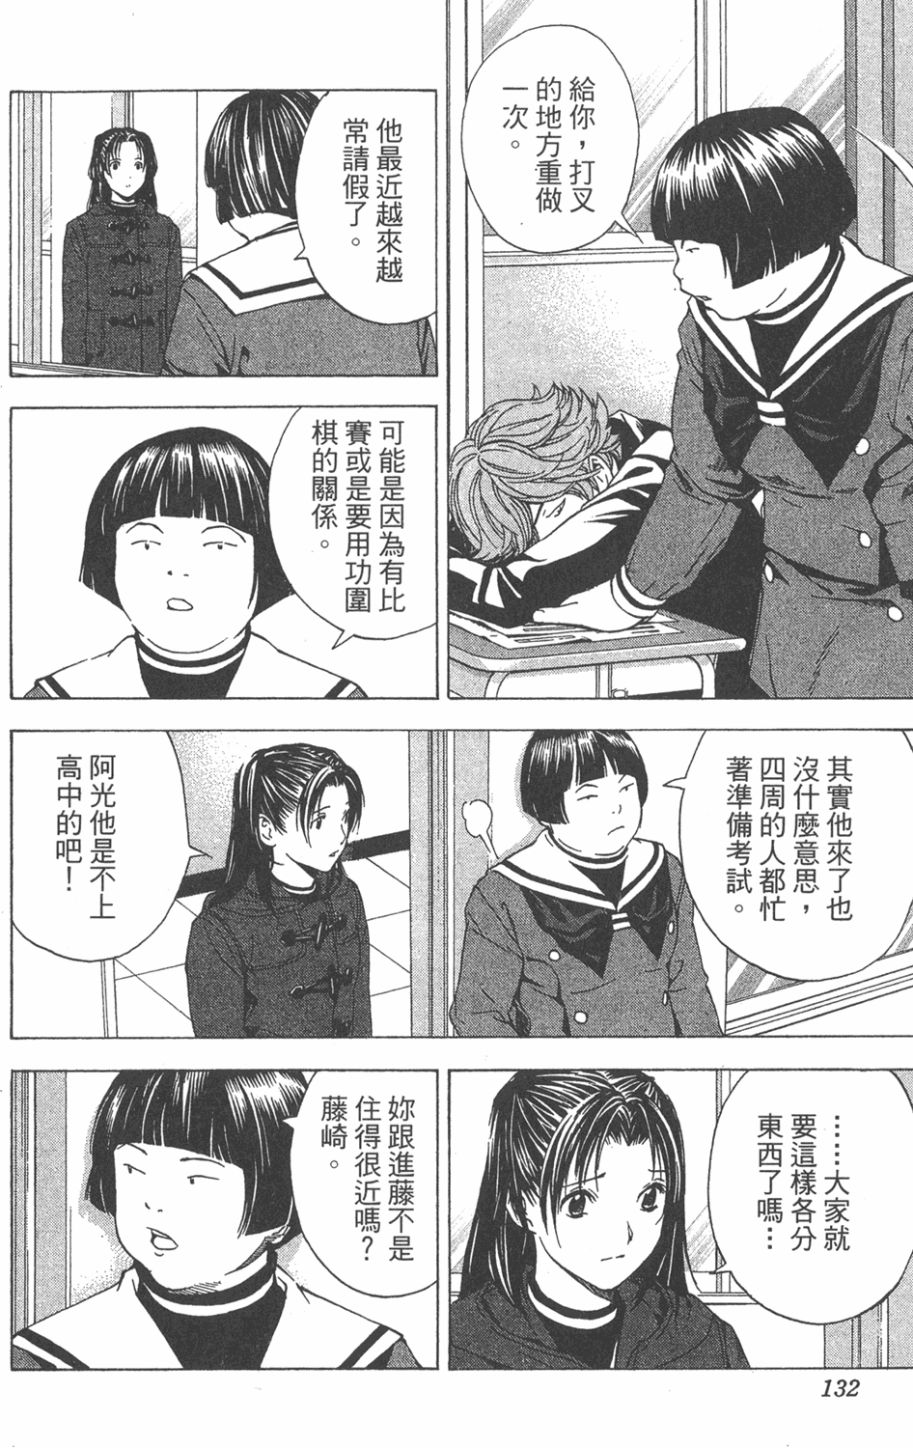 給你，打叉
的地方重做
一次。
他最近越來越
常請假了。
可能是因為有比
賽或是要用功圍
棋的關係。
其實他來了也
沒什麼意思，
四周的人都忙
著準備考試。
阿光他是不上
高中的吧！
……大家就
要這樣各分
東西了嗎…
妳跟進藤不是
住得很近嗎？
藤崎。
132